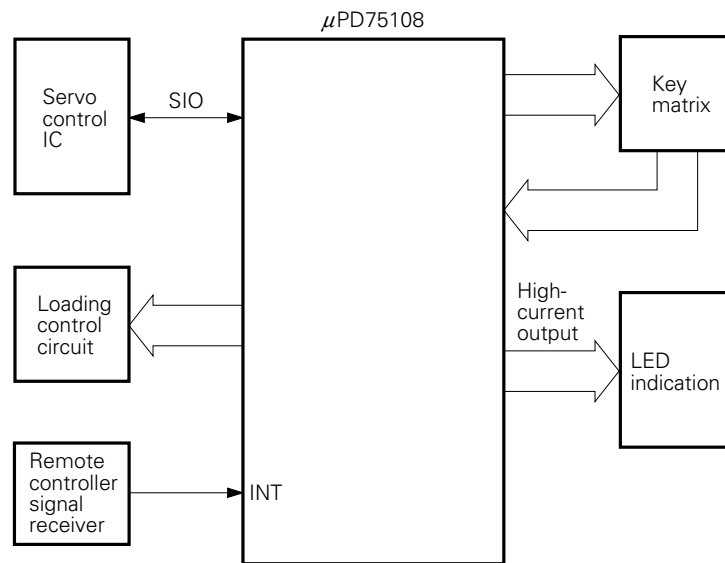 μPD75108
Servo
control
IC
SIO
Key
matrix
Loading
control
circuit
High-
current
output
LED
indication
Remote
controller
signal
receiver
INT